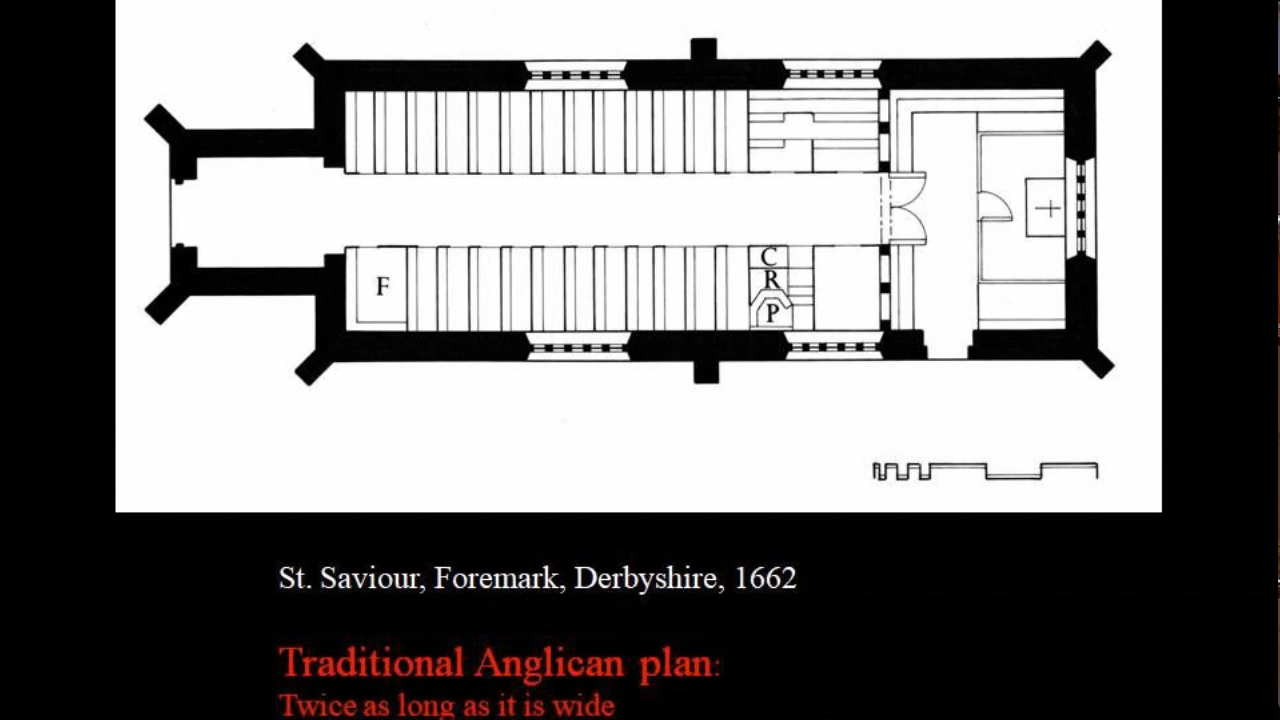 F
C
R
P
St. Saviour, Foremark, Derbyshire, 1662
Traditional Anglican plan:
Twice as long as it is wide